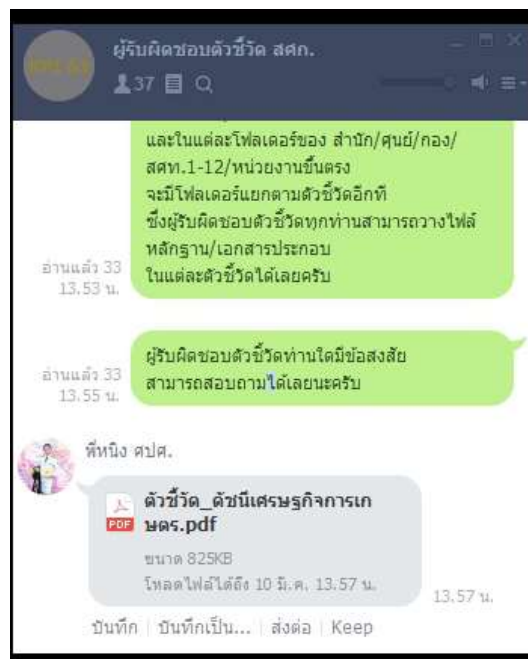 ผู้รับผิดชอบตัวชี้วัด สศก.
37
และในแต่ละโฟลเดอร์ของ สำนัก/ศูนย์/กอง/
สศท.1-12/หน่วยงานขึ้นตรง
จะมีโฟลเดอร์แยกตามตัวชี้วัดอีกที
ซึ่งผู้รับผิดชอบตัวชี้วัดทุกท่านสามารถวางไฟล์
หลักฐาน/เอกสารประกอบ
ในแต่ละตัวชี้วัดได้เลยครับ
อ่านแล้ว 33
13.53 น.
ผู้รับผิดชอบตัวชี้วัดท่านใดมีข้อสงสัย
สามารถสอบถามได้เลยนะครับ
อ่านแล้ว 33
13.55 น.
พี่หนิง ศปศ.
ตัวชี้วัด_ดัชนีเศรษฐกิจการเก
ษตร.pdf
PDF
ขนาด 825KB
โหลดไฟล์ได้ถึง 10 มี.ค. 13.57 น.
13.57 น.
บันทึก | บันทึกเป็น... | ส่งต่อ | Keep